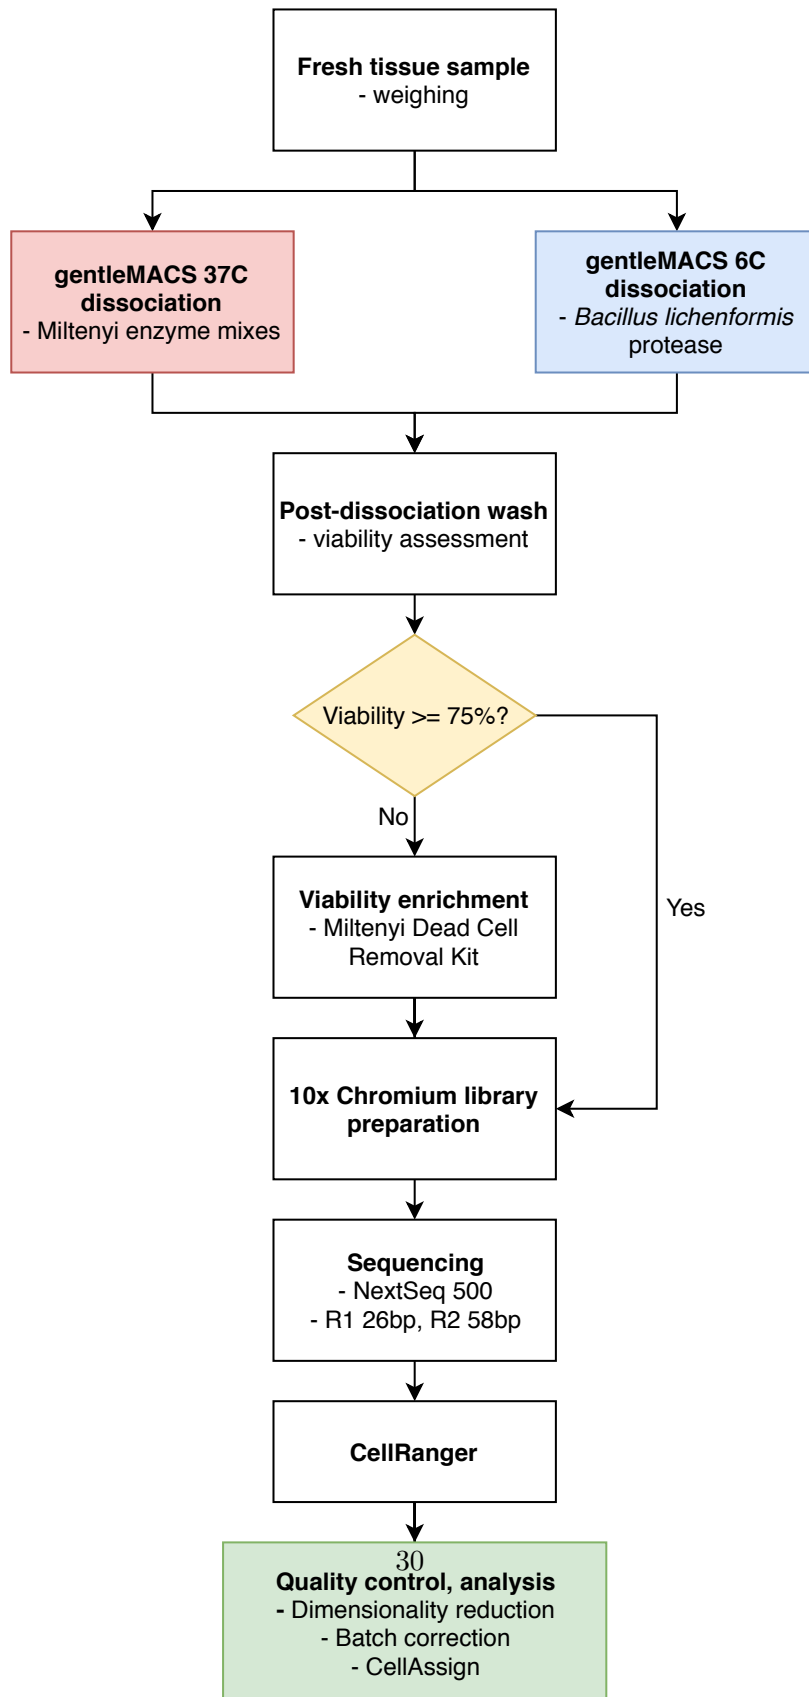 Fresh tissue sample
- weighing
gentleMACS 37C
dissociation
- Miltenyi enzyme mixes
gentleMACS 6C
dissociation
- Bacillus lichenformis
protease
Post-dissociation wash
- viability assessment
Viability >= 75%?
No
Yes
Viability enrichment
- Miltenyi Dead Cell
Removal Kit
10x Chromium library
preparation
Sequencing
- NextSeq 500
- R1 26bp, R2 58bp
CellRanger
30
Quality control, analysis
- Dimensionality reduction
- Batch correction
- CellAssign